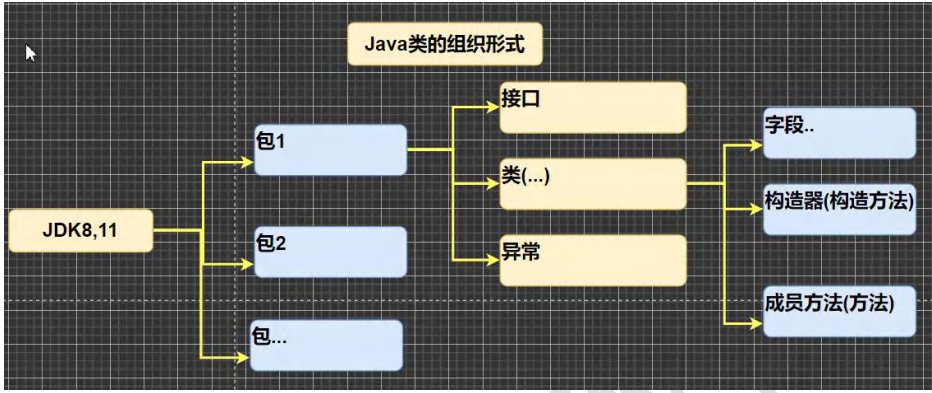 Java类的组织形式
JDK8,11
包1
包2
包...
接口
类(...)
异常
字段..
构造器(构造方法)
成员方法(方法)